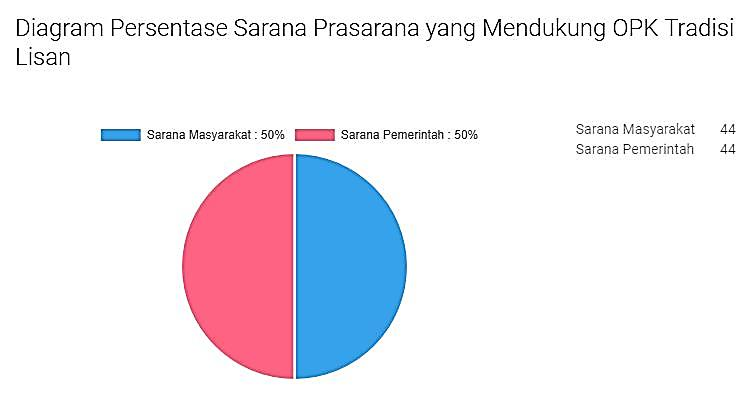 Diagram Persentase Sarana Prasarana yang Mendukung OPK Tradisi
Lisan
Sarana Masyarakat : 50% Sarana Pemerintah : 50%
Sarana Masyarakat 44
Sarana Pemerintah 44